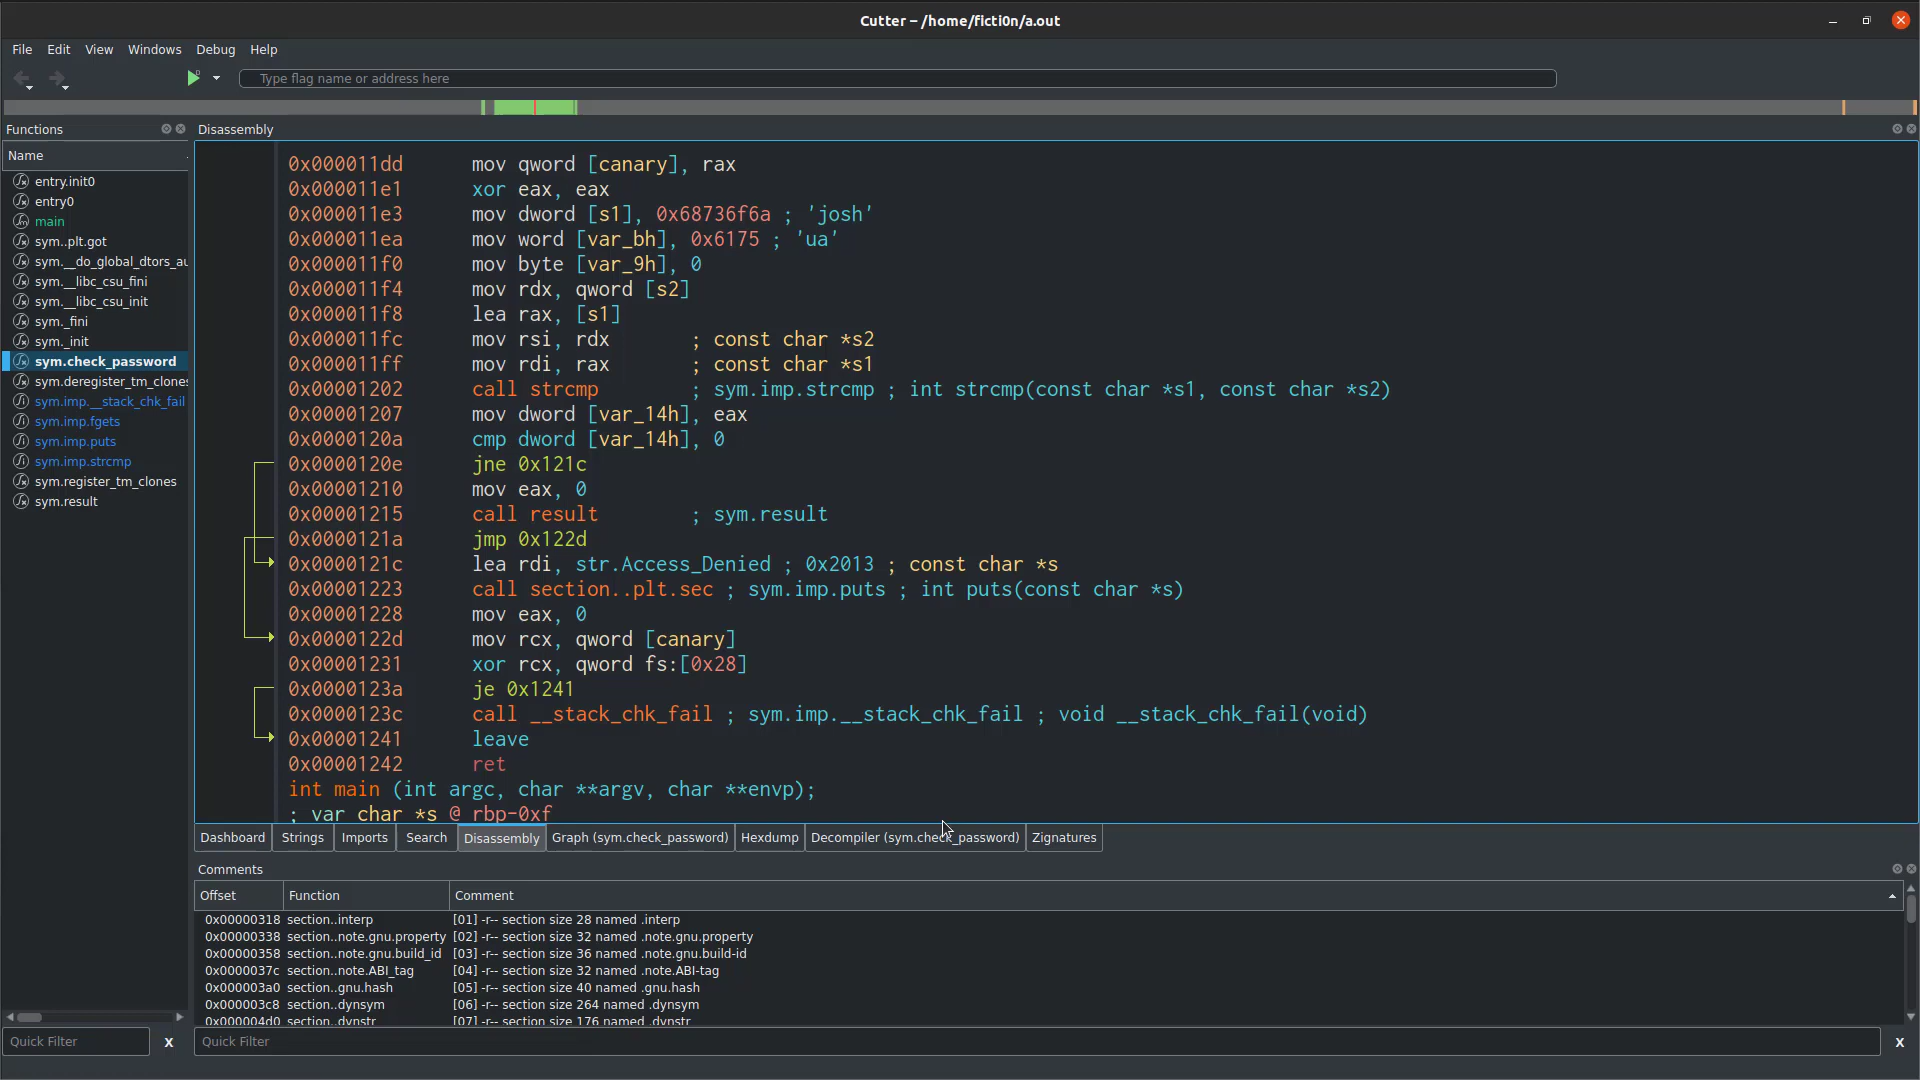 Cutter – /home/ficti0n/a.out
File Edit View Windows Debug Help
Type flag name or address here
Functions
Name
entry.init0
entry0
main
sym..plt.got
sym.__do_global_dtors_au
sym.__libc_csu_fini
sym.__libc_csu_init
sym._fini
sym._init
sym.check_password
sym.deregister_tm_clones
sym.imp.__stack_chk_fail
sym.imp.fgets
sym.imp.puts
sym.imp.strcmp
sym.register_tm_clones
sym.result
Quick Filter X
Disassembly
0x000011dd mov qword [canary], rax
0x000011e1 xor eax, eax
0x000011e3 mov dword [s1], 0x68736f6a ; 'josh'
0x000011ea mov word [var_bh], 0x6175 ; 'ua'
0x000011f0 mov byte [var_9h], 0
0x000011f4 mov rdx, qword [s2]
0x000011f8 lea rax, [s1]
0x000011fc mov rsi, rdx ; const char *s2
0x000011ff mov rdi, rax ; const char *s1
0x00001202 call strcmp ; sym.imp.strcmp ; int strcmp(const char *s1, const char *s2)
0x00001207 mov dword [var_14h], eax
0x0000120a cmp dword [var_14h], 0
0x0000120e jne 0x121c
0x00001210 mov eax, 0
0x00001215 call result ; sym.result
0x0000121a jmp 0x122d
0x0000121c lea rdi, str.Access_Denied ; 0x2013 ; const char *s
0x00001223 call section..plt.sec ; sym.imp.puts ; int puts(const char *s)
0x00001228 mov eax, 0
0x0000122d mov rcx, qword [canary]
0x00001231 xor rcx, qword fs:[0x28]
0x0000123a je 0x1241
0x0000123c call __stack_chk_fail ; sym.imp.__stack_chk_fail ; void __stack_chk_fail(void)
0x00001241 leave
0x00001242 ret
int main (int argc, char **argv, char **envp);
; var char *s @ rbp-0xf
Dashboard Strings Imports Search Disassembly Graph (sym.check_password) Hexdump Decompiler (sym.check_password) Zignatures
Comments
Offset Function Comment
0x00000318 section..interp [01] -r-- section size 28 named .interp
0x00000338 section..note.gnu.property [02] -r-- section size 32 named .note.gnu.property
0x00000358 section..note.gnu.build_id [03] -r-- section size 36 named .note.gnu.build-id
0x0000037c section..note.ABI_tag [04] -r-- section size 32 named .note.ABI-tag
0x000003a0 section..gnu.hash [05] -r-- section size 40 named .gnu.hash
0x000003c8 section..dynsym [06] -r-- section size 264 named .dynsym
0x000004d0 section..dynstr [07] -r-- section size 176 named .dynstr
Quick Filter X